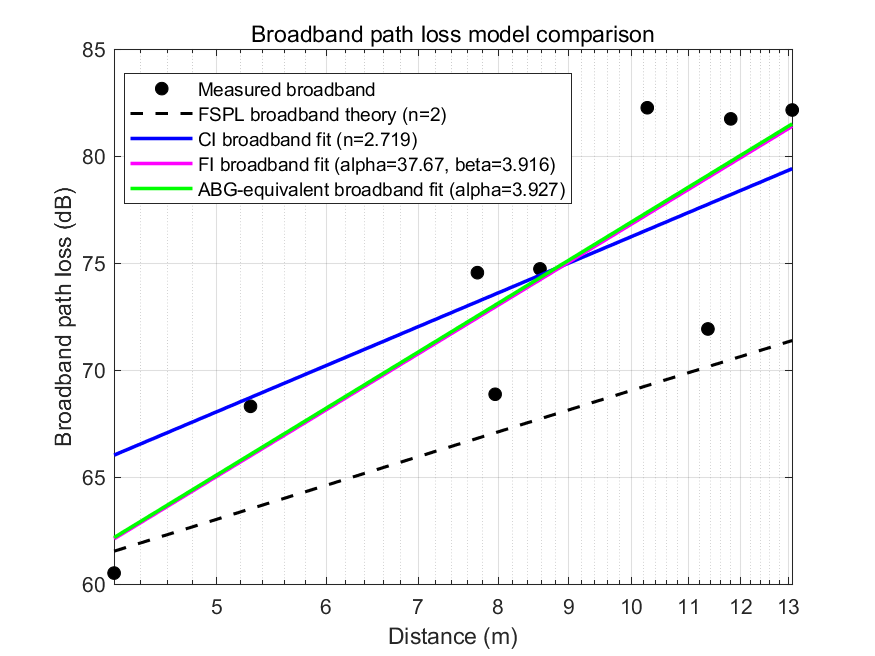 Broadband path loss model comparison
85
80
75
70
65
60
Broadband path loss (dB)
Measured broadband
FSPL broadband theory (n=2)
CI broadband fit (n=2.719)
FI broadband fit (alpha=37.67, beta=3.916)
ABG-equivalent broadband fit (alpha=3.927)
5 6 7 8 9 10 11 12 13
Distance (m)